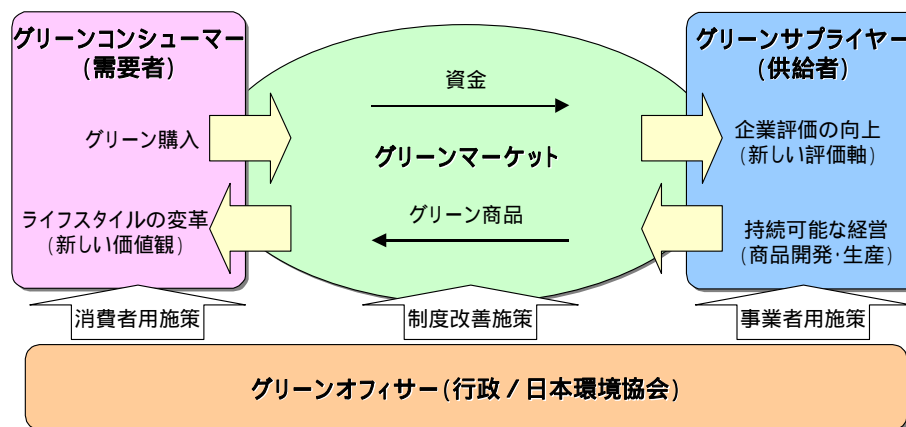 グリーンコンシューマー
(需要者)
グリーン購入
ライフスタイルの変革
(新しい価値観)
資金
グリーンマーケット
グリーン商品
グリーンサプライヤー
(供給者)
企業評価の向上
(新しい評価軸)
持続可能な経営
(商品開発・生産)
消費者用施策
制度改善施策
事業者用施策
グリーンオフィサー(行政 / 日本環境協会)